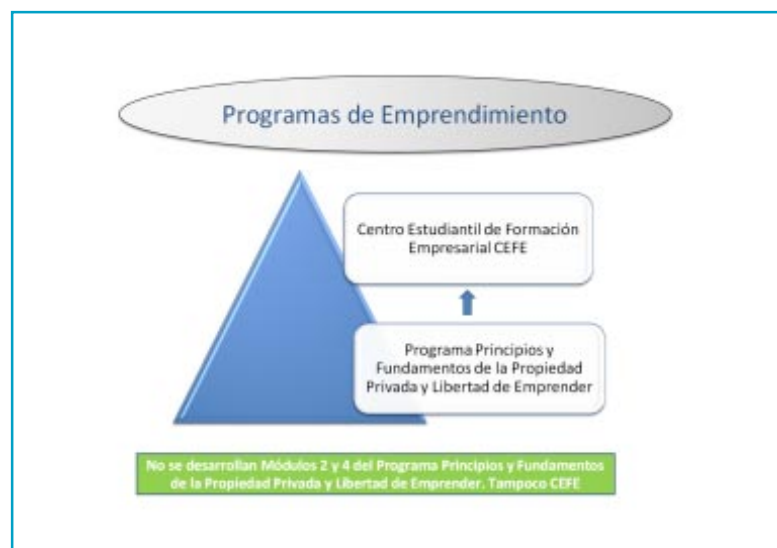 Programas de Emprendimiento
Centro Estudiantil de Formación
Empresarial CEFE
Programa Principios y
Fundamentos de la Propiedad
Privada y Libertad de Emprender
No se desarrollan Módulos 2 y 4 del Programa Principios y Fundamentos
de la Propiedad Privada y Libertad de Emprender. Tampoco CEFE